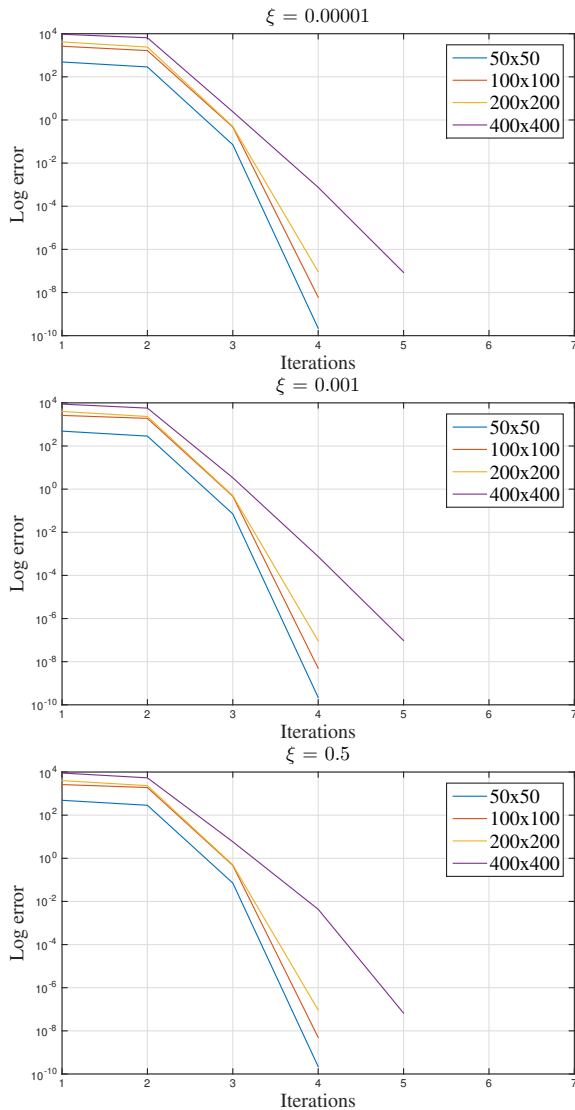 ξ = 0.00001
10^4
10^2
10^0
10^-2
10^-4
10^-6
10^-8
10^-10
Log error
50x50
100x100
200x200
400x400
1 2 3 4 5 6 7
Iterations
ξ = 0.001
10^4
10^2
10^0
10^-2
10^-4
10^-6
10^-8
10^-10
Log error
50x50
100x100
200x200
400x400
1 2 3 4 5 6 7
Iterations
ξ = 0.5
10^4
10^2
10^0
10^-2
10^-4
10^-6
10^-8
10^-10
Log error
50x50
100x100
200x200
400x400
1 2 3 4 5 6 7
Iterations